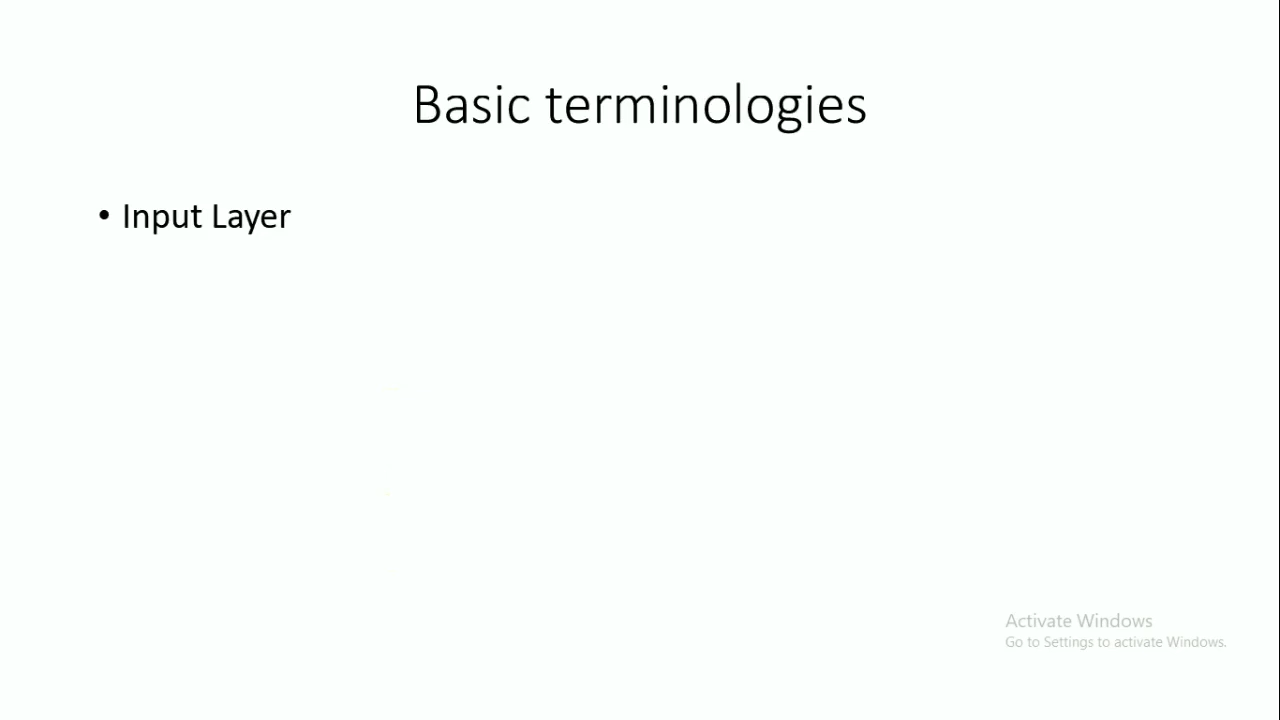 Basic terminologies
• Input Layer
Activate Windows
Go to Settings to activate Windows.